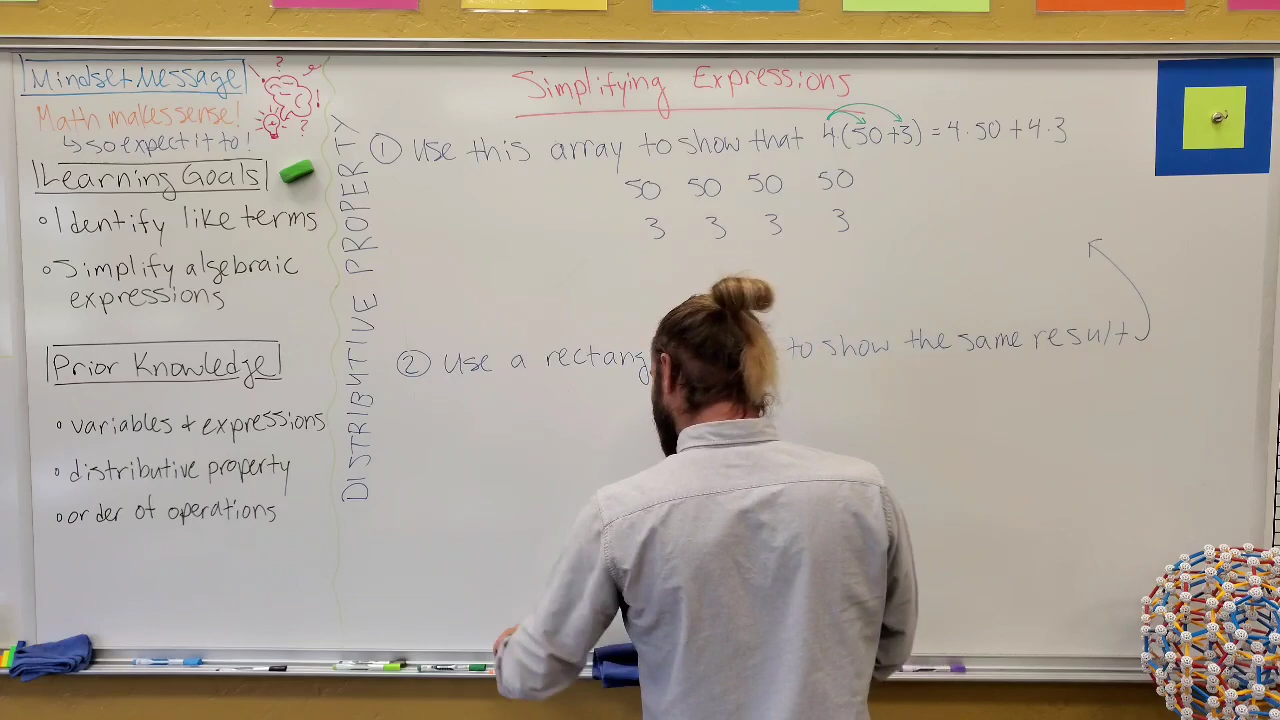 Simplifying Expressions
Mindset Message
Math makes sense!
↳ so expect it to!
Learning Goals
• Identify like terms
• Simplify algebraic
expressions
Prior Knowledge
• variables + expressions
• distributive property
• order of operations
DISTRIBUTIVE PROPERTY
① Use this array to show that 4(50+3) = 4·50 + 4·3
50 50 50 50
3 3 3 3
② Use a to show the same result